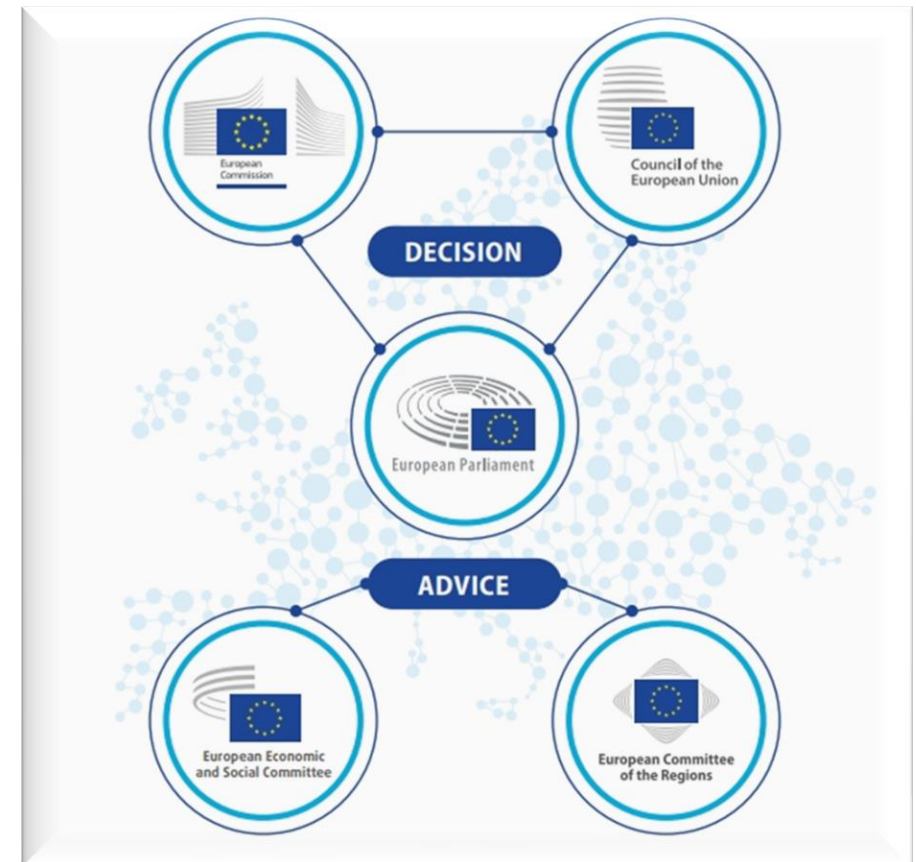 European
Commission
Council of the
European Union
DECISION
European Parliament
ADVICE
European Economic
and Social Committee
European Committee
of the Regions